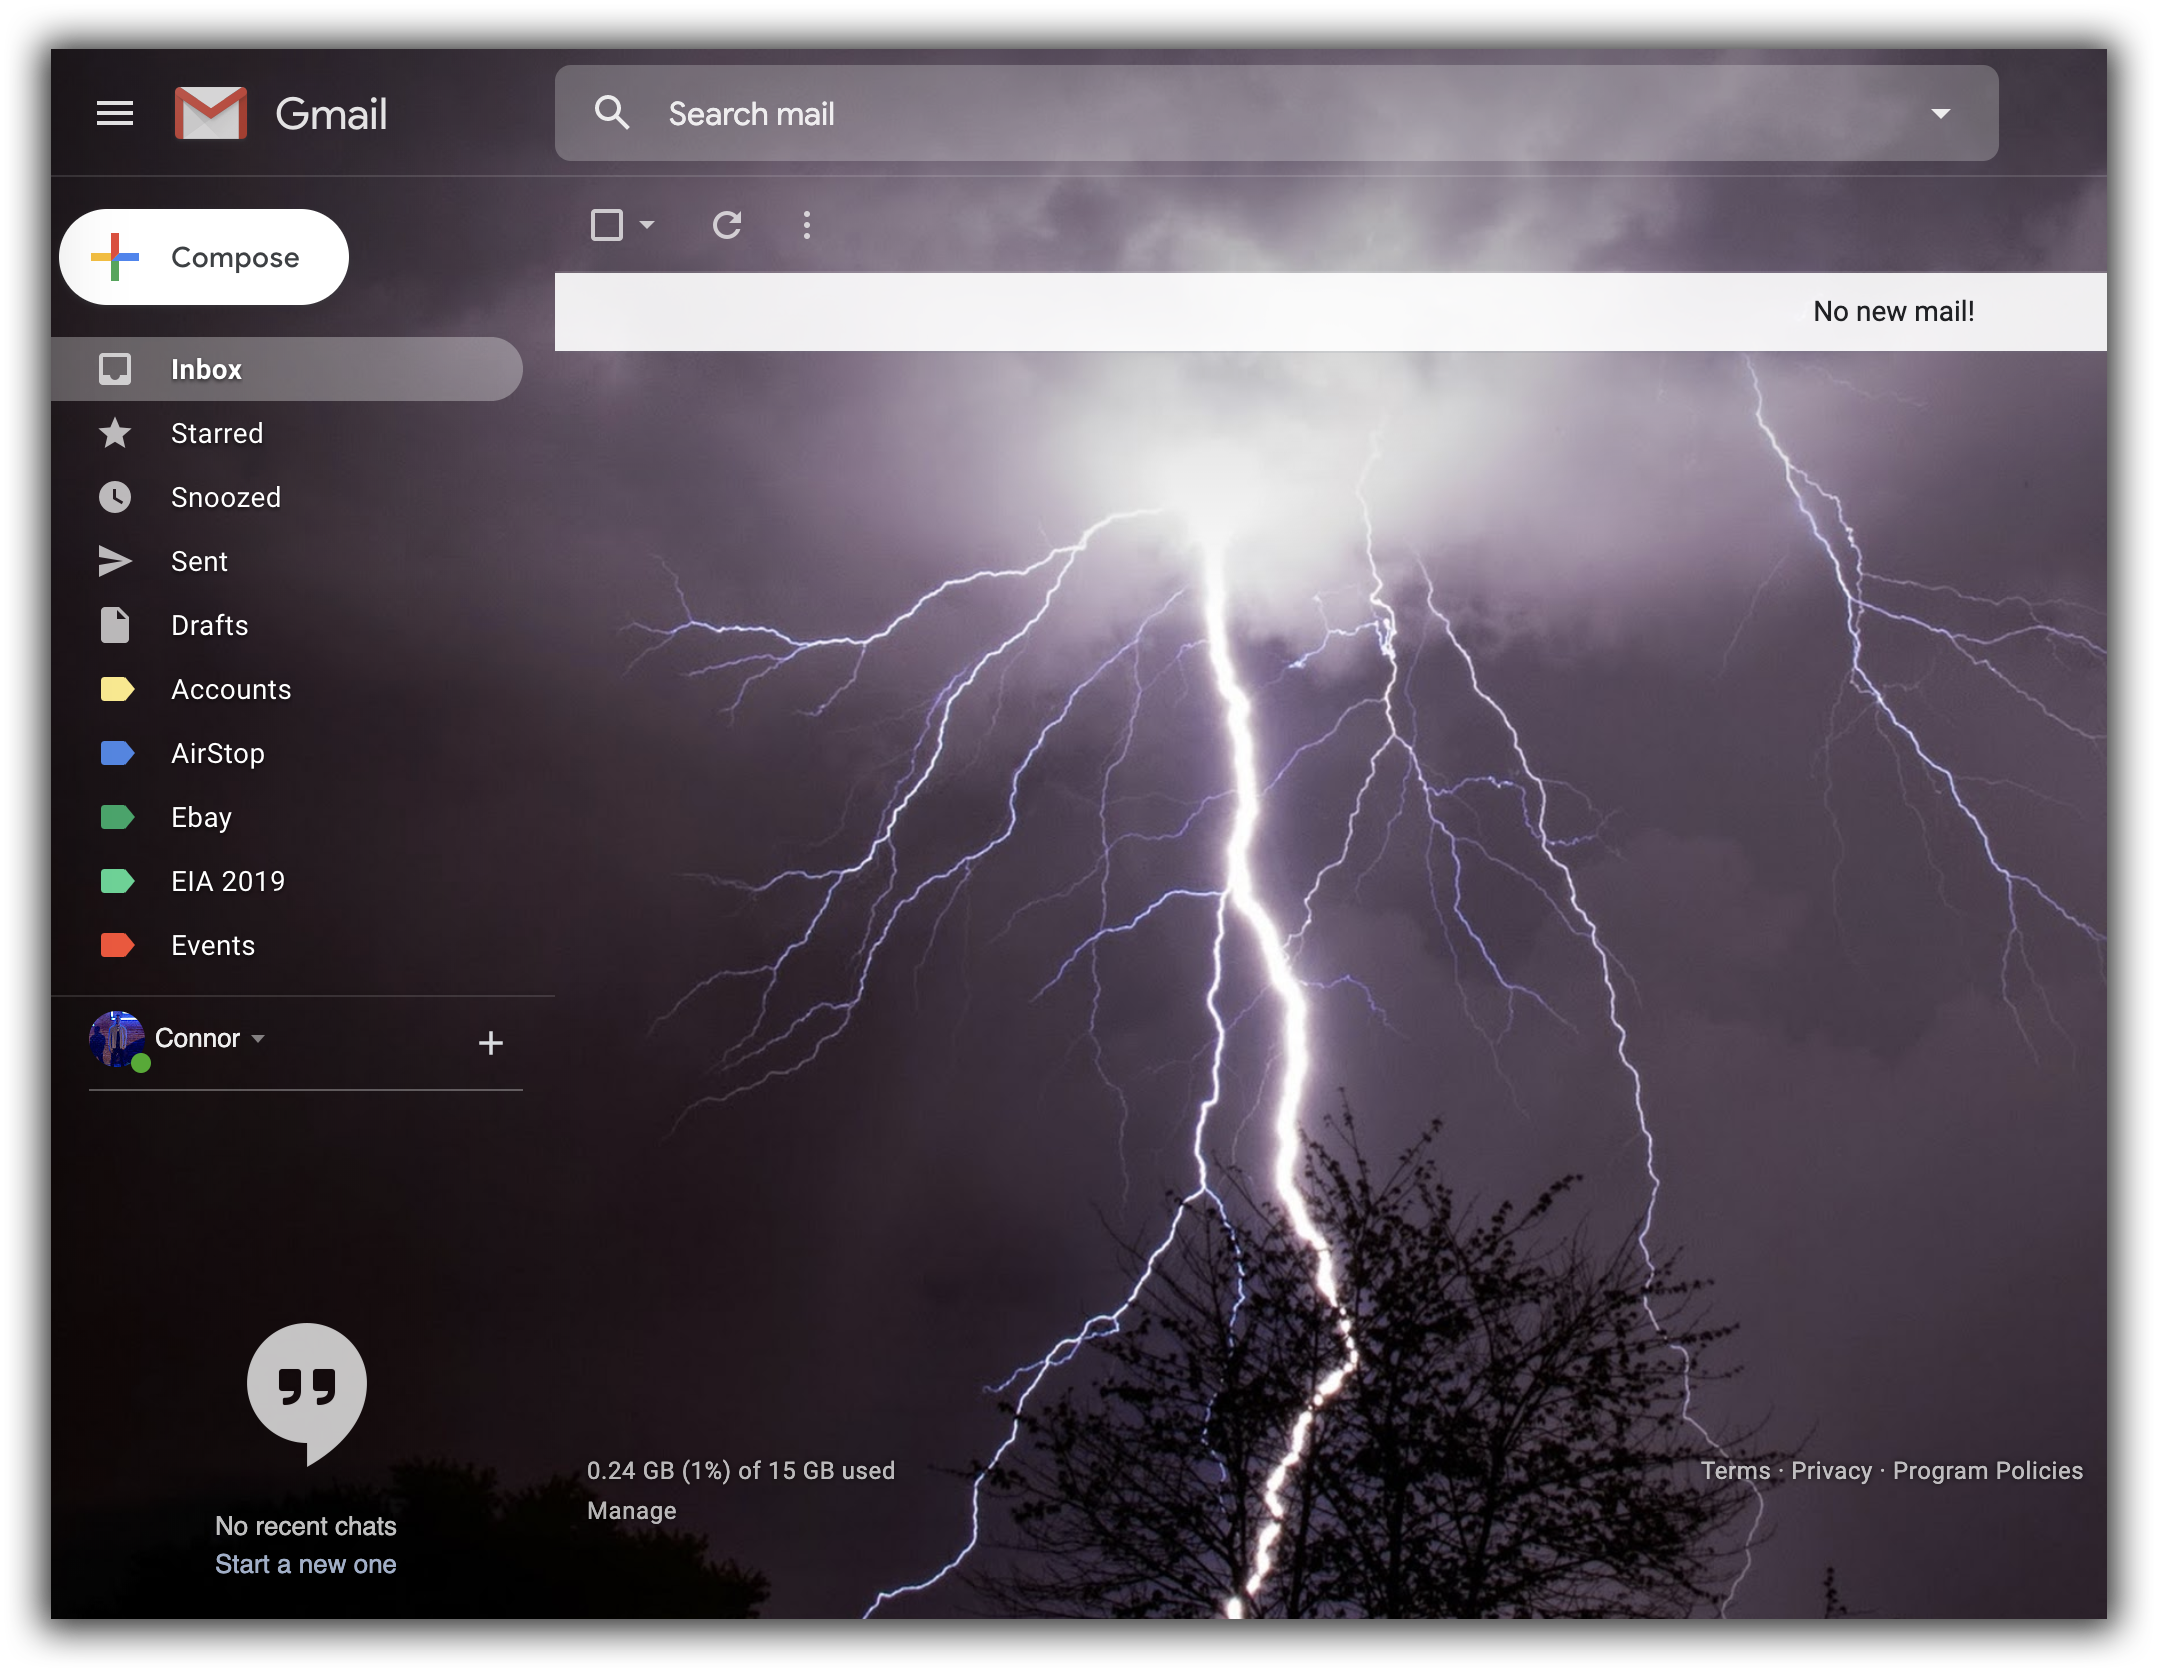 Gmail
Search mail
Compose
No new mail!
Inbox
Starred
Snoozed
Sent
Drafts
Accounts
AirStop
Ebay
EIA 2019
Events
Connor
No recent chats
Start a new one
0.24 GB (1%) of 15 GB used
Manage
Terms · Privacy · Program Policies